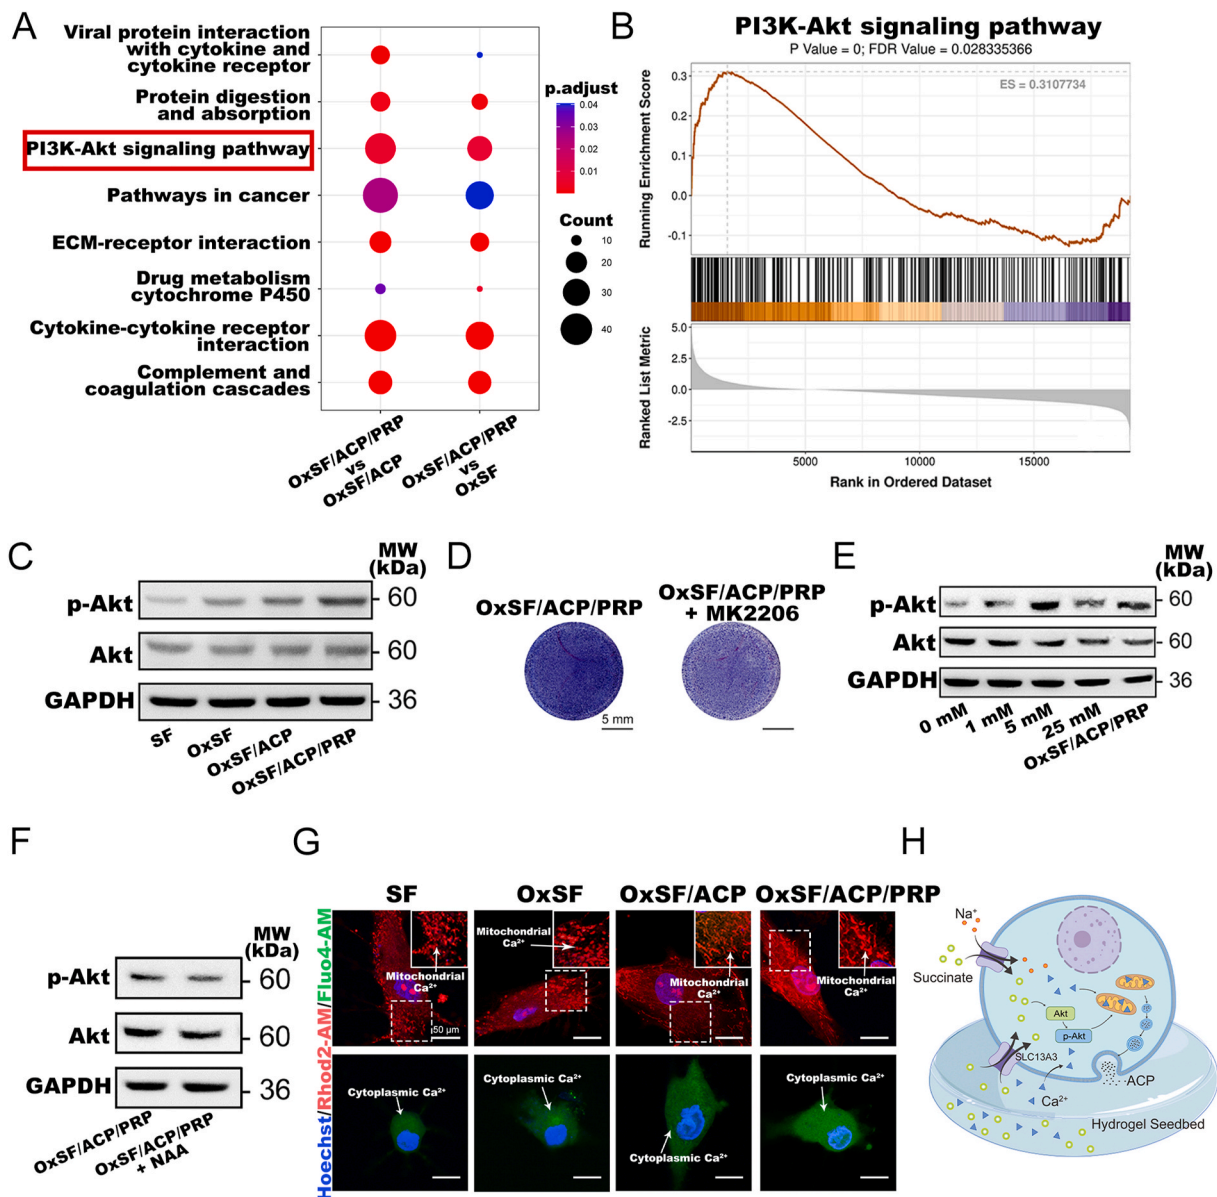 A
Viral protein interaction
with cytokine and
cytokine receptor
Protein digestion
and absorption
PI3K-Akt signaling pathway
Pathways in cancer
ECM-receptor interaction
Drug metabolism
cytochrome P450
Cytokine-cytokine receptor
interaction
Complement and
coagulation cascades
OxSF/ACP/PRP
vs
OxSF/ACP
OxSF/ACP/PRP
vs
OxSF
p.adjust
0.04
0.03
0.02
0.01
Count
10
20
30
40
B
PI3K-Akt signaling pathway
P Value = 0; FDR Value = 0.028335366
ES = 0.3107734
Running Enrichment Score
0.3
0.2
0.1
0.0
-0.1
Ranked List Metric
5.0
2.5
0.0
-2.5
5000
10000
15000
Rank in Ordered Dataset
C
MW
(kDa)
p-Akt
60
Akt
60
GAPDH
36
SF
OxSF
OxSF/ACP
OxSF/ACP/PRP
D
OxSF/ACP/PRP
OxSF/ACP/PRP
+ MK2206
5 mm
E
MW
(kDa)
p-Akt
60
Akt
60
GAPDH
36
0 mM
1 mM
5 mM
25 mM
OxSF/ACP/PRP
F
MW
(kDa)
p-Akt
60
Akt
60
GAPDH
36
OxSF/ACP/PRP
OxSF/ACP/PRP
+ NAA
G
Hoechst/Rhod2-AM/Fluo4-AM
SF
OxSF
OxSF/ACP
OxSF/ACP/PRP
Mitochondrial
Ca²⁺
50 μm
Mitochondrial
Ca²⁺
Mitochondrial
Ca²⁺
Mitochondrial
Ca²⁺
Cytoplasmic Ca²⁺
Cytoplasmic Ca²⁺
Cytoplasmic Ca²⁺
Cytoplasmic Ca²⁺
H
Na⁺
Succinate
Akt
p-Akt
SLC13A3
ACP
Ca²⁺
Hydrogel Seedbed